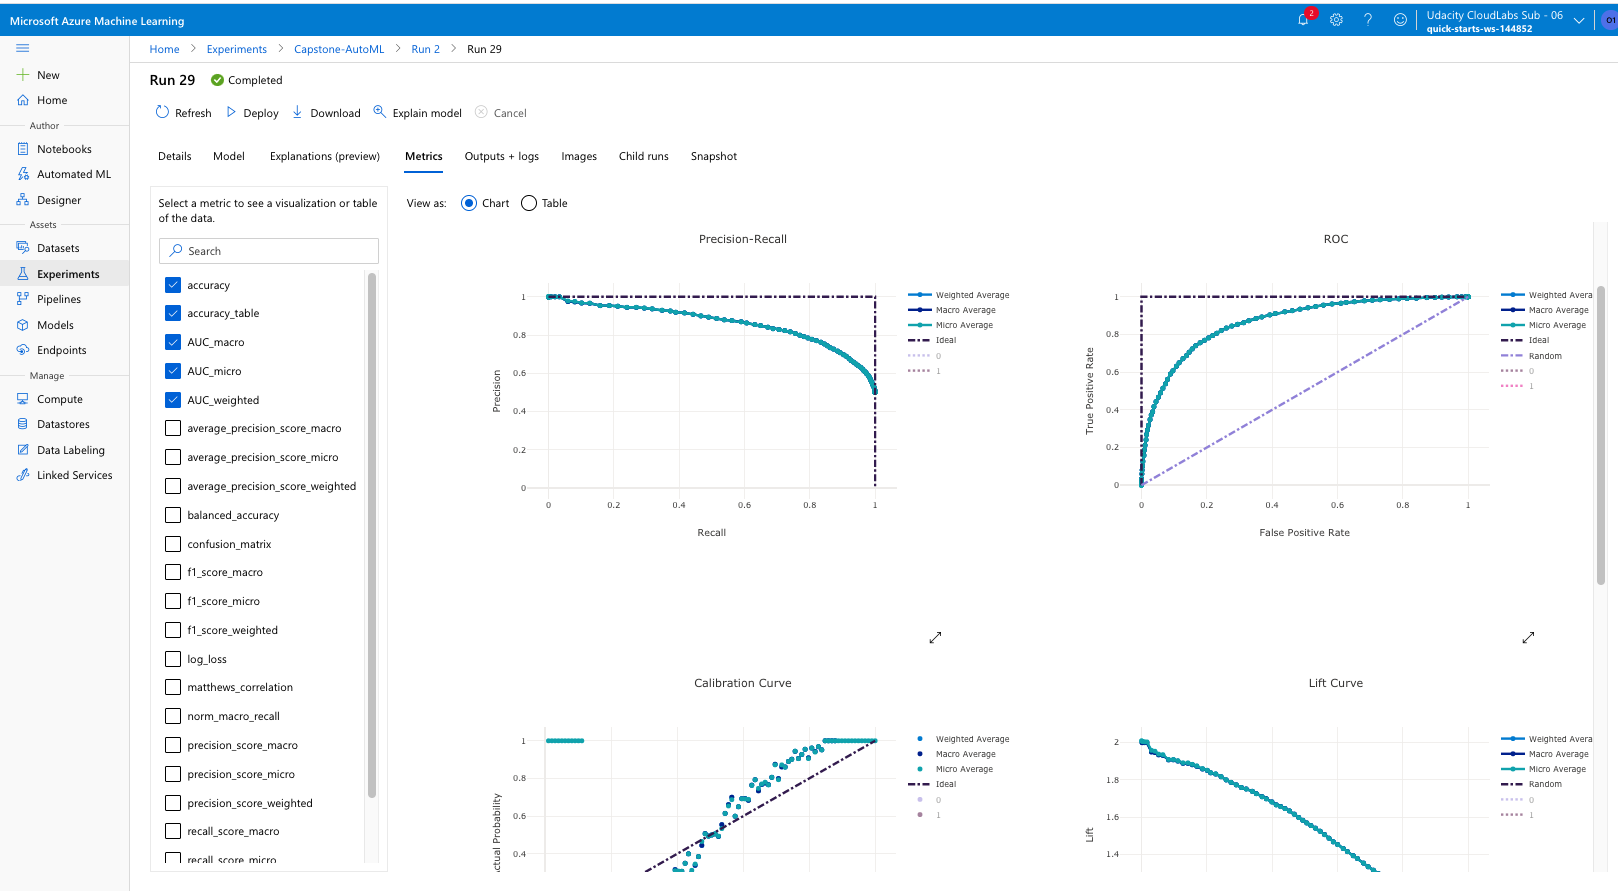 Microsoft Azure Machine Learning
2
Udacity CloudLabs Sub - 06
quick-starts-ws-144852
01
Home > Experiments > Capstone-AutoML > Run 2 > Run 29
New
Home
Author
Notebooks
Automated ML
Designer
Assets
Datasets
Experiments
Pipelines
Models
Endpoints
Manage
Compute
Datastores
Data Labeling
Linked Services
Run 29 Completed
Refresh Deploy Download Explain model Cancel
Details Model Explanations (preview) Metrics Outputs + logs Images Child runs Snapshot
Select a metric to see a visualization or table
of the data.
Search
accuracy
accuracy_table
AUC_macro
AUC_micro
AUC_weighted
average_precision_score_macro
average_precision_score_micro
average_precision_score_weighted
balanced_accuracy
confusion_matrix
f1_score_macro
f1_score_micro
f1_score_weighted
log_loss
matthews_correlation
norm_macro_recall
precision_score_macro
precision_score_micro
precision_score_weighted
recall_score_macro
recall_score_micro
View as: Chart Table
Precision-Recall
1
0.8
0.6
0.4
0.2
0
Precision
0 0.2 0.4 0.6 0.8 1
Recall
Weighted Average
Macro Average
Micro Average
Ideal
0
1
ROC
1
0.8
0.6
0.4
0.2
0
True Positive Rate
0 0.2 0.4 0.6 0.8 1
False Positive Rate
Weighted Avera
Macro Average
Micro Average
Ideal
Random
0
1
Calibration Curve
1
0.8
0.6
0.4
ctual Probability
Weighted Average
Macro Average
Micro Average
Ideal
0
1
Lift Curve
2
1.8
1.6
1.4
Lift
Weighted Avera
Macro Average
Micro Average
Random
0
1